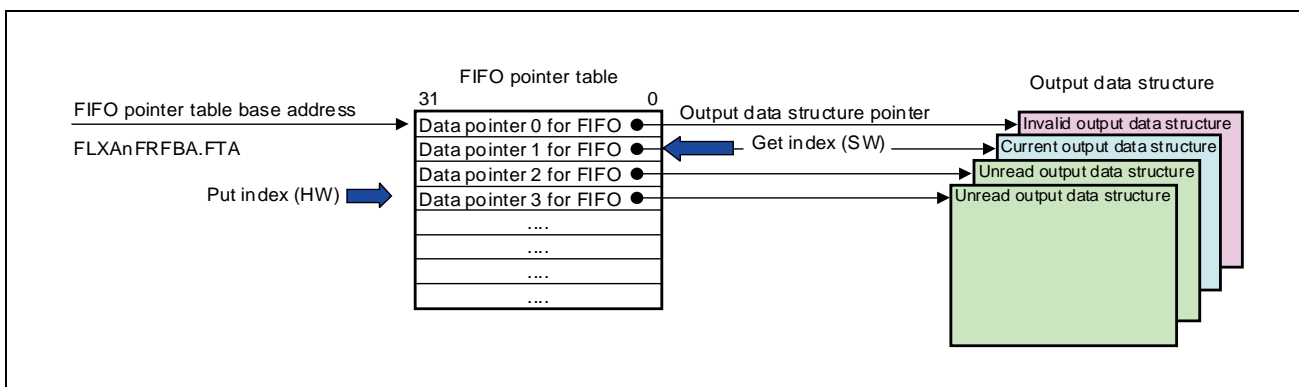 FIFO pointer table
Output data structure
31 0
FIFO pointer table base address
Output data structure pointer
Data pointer 0 for FIFO
Invalid output data structure
FLXAnFRFBA.FTA
Data pointer 1 for FIFO
Get index (SW)
Current output data structure
Data pointer 2 for FIFO
Unread output data structure
Put index (HW)
Data pointer 3 for FIFO
Unread output data structure
....
....
....
....